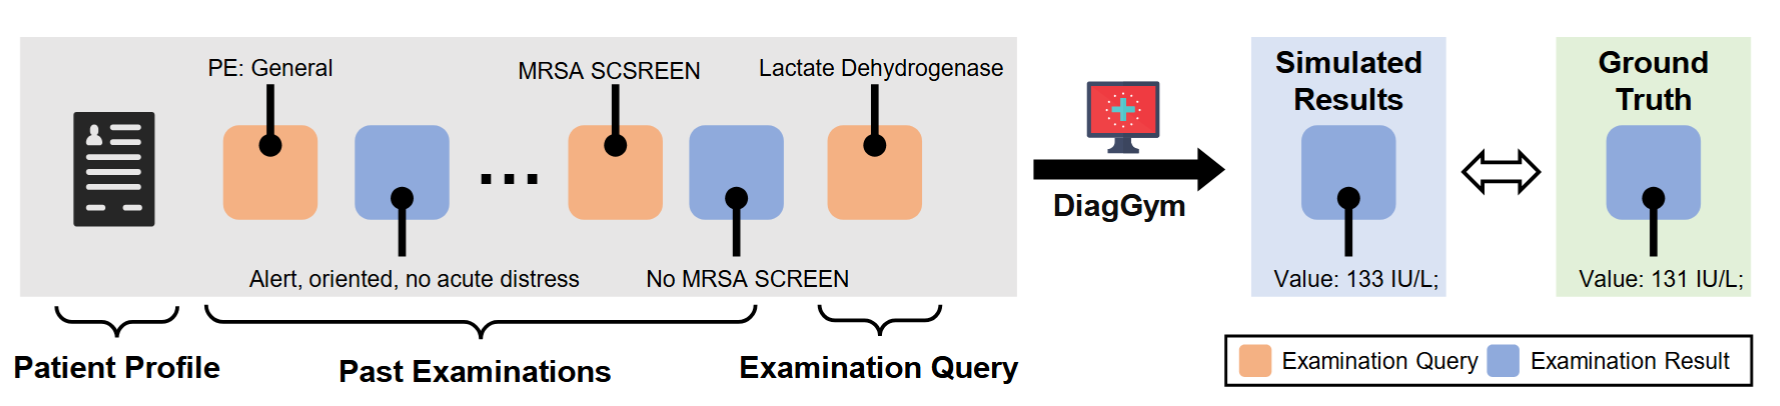 PE: General
MRSA SCSREEN
Lactate Dehydrogenase
Alert, oriented, no acute distress
No MRSA SCREEN
Patient Profile
Past Examinations
Examination Query
DiagGym
Simulated
Results
Value: 133 IU/L;
Ground
Truth
Value: 131 IU/L;
Examination Query
Examination Result